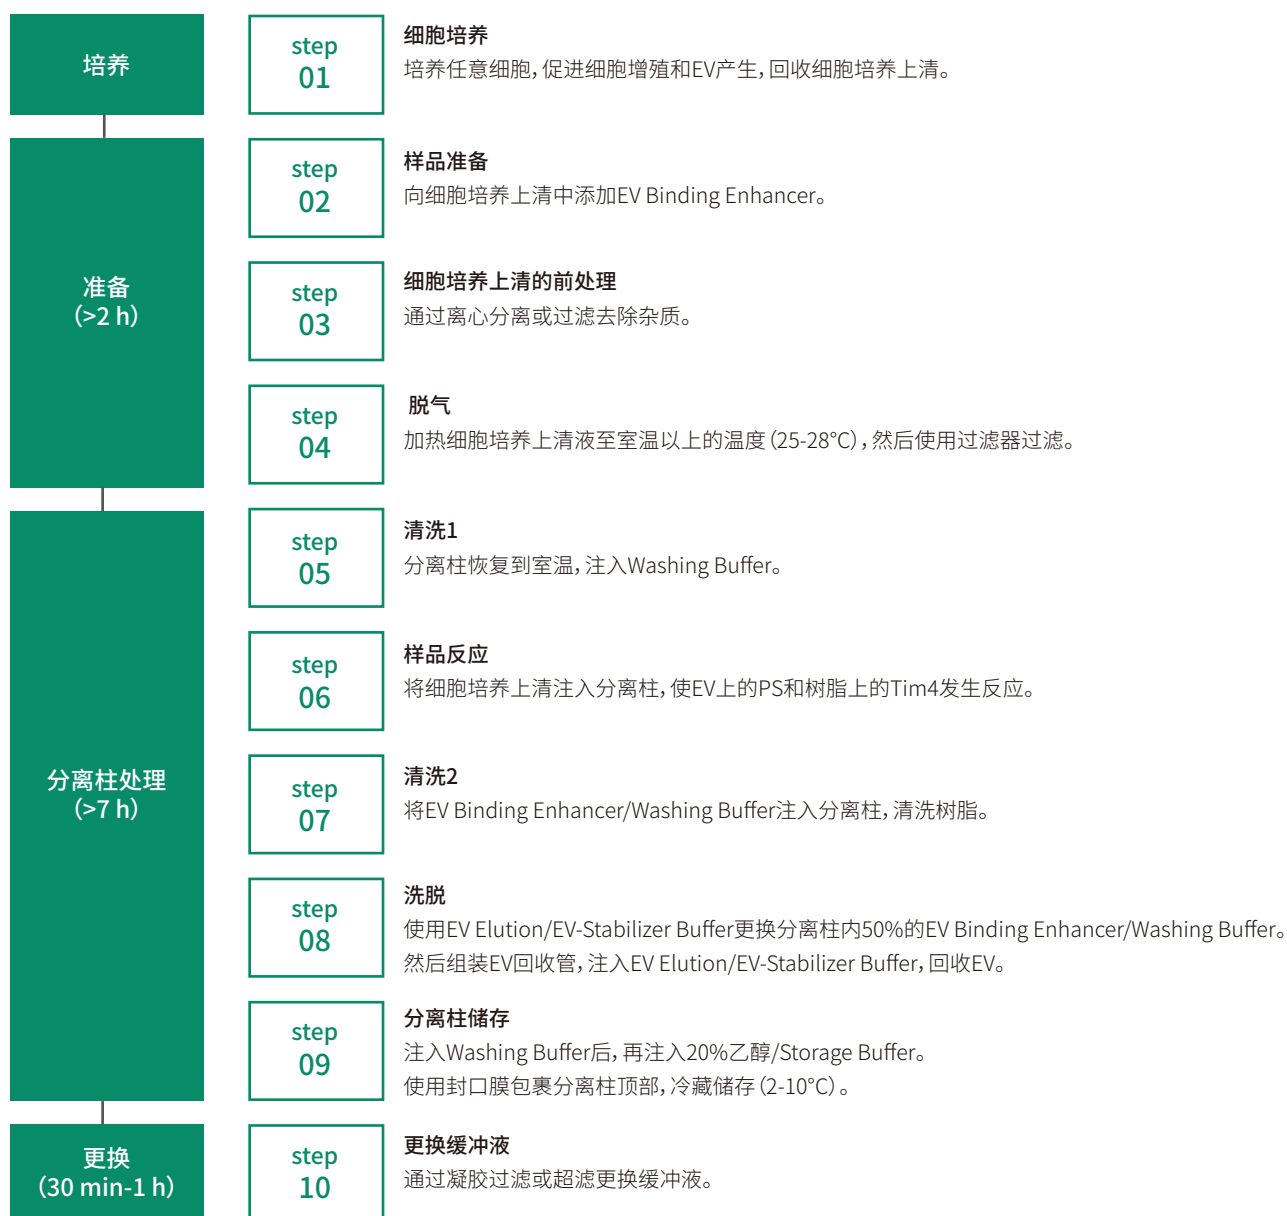 培养
step
01
细胞培养
培养任意细胞，促进细胞增殖和EV产生，回收细胞培养上清。
准备
（>2 h）
step
02
样品准备
向细胞培养上清中添加EV Binding Enhancer。
step
03
细胞培养上清的前处理
通过离心分离或过滤去除杂质。
step
04
脱气
加热细胞培养上清液至室温以上的温度（25-28°C），然后使用过滤器过滤。
分离柱处理
（>7 h）
step
05
清洗1
分离柱恢复到室温，注入Washing Buffer。
step
06
样品反应
将细胞培养上清注入分离柱，使EV上的PS和树脂上的Tim4发生反应。
step
07
清洗2
将EV Binding Enhancer/Washing Buffer注入分离柱，清洗树脂。
step
08
洗脱
使用EV Elution/EV-Stabilizer Buffer更换分离柱内50%的EV Binding Enhancer/Washing Buffer。
然后组装EV回收管，注入EV Elution/EV-Stabilizer Buffer，回收EV。
step
09
分离柱储存
注入Washing Buffer后，再注入20%乙醇/Storage Buffer。
使用封口膜包裹分离柱顶部，冷藏储存（2-10°C）。
更换
（30 min-1 h）
step
10
更换缓冲液
通过凝胶过滤或超滤更换缓冲液。